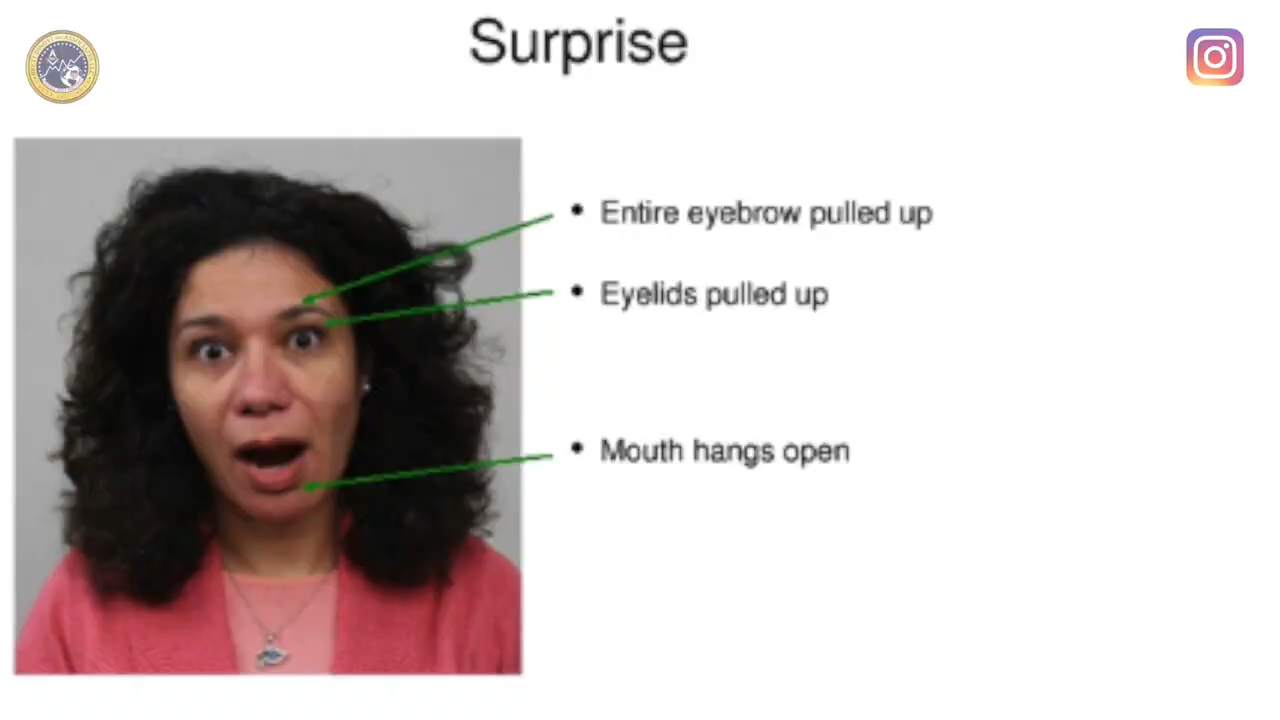 Surprise
• Entire eyebrow pulled up
• Eyelids pulled up
• Mouth hangs open